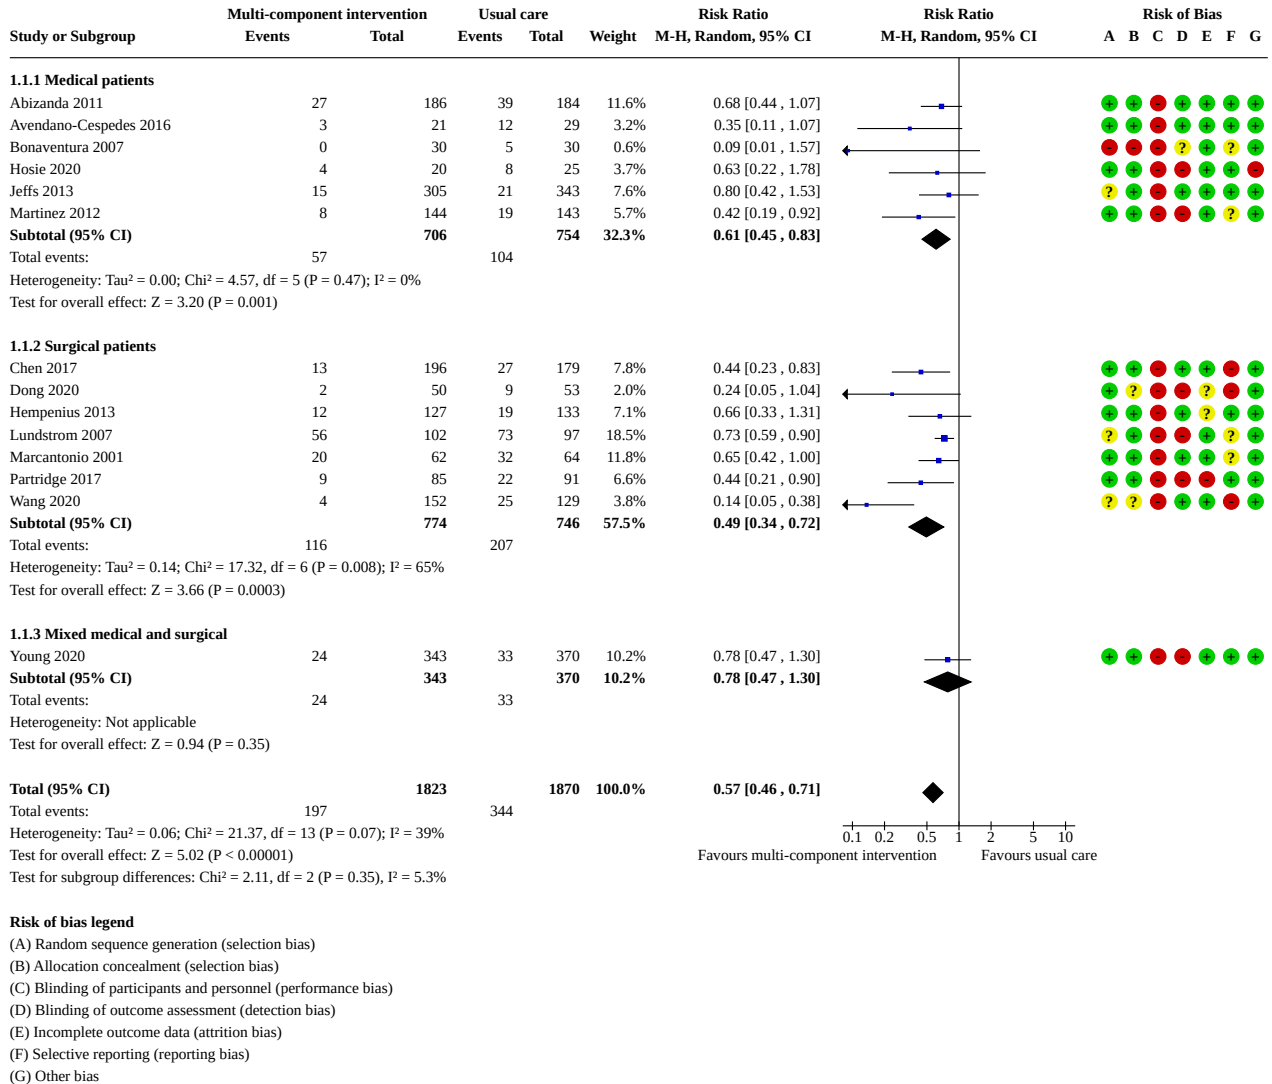 Multi-component intervention Usual care Risk Ratio Risk Ratio Risk of Bias
Study or Subgroup Events Total Events Total Weight M-H, Random, 95% CI M-H, Random, 95% CI A B C D E F G
1.1.1 Medical patients
Abizanda 2011 27 186 39 184 11.6% 0.68 [0.44 , 1.07] + + - + + + +
Avendano-Cespedes 2016 3 21 12 29 3.2% 0.35 [0.11 , 1.07] + + - + + + +
Bonaventura 2007 0 30 5 30 0.6% 0.09 [0.01 , 1.57] - - - ? + ? +
Hosie 2020 4 20 8 25 3.7% 0.63 [0.22 , 1.78] + + - - + + -
Jeffs 2013 15 305 21 343 7.6% 0.80 [0.42 , 1.53] ? + - + + + +
Martinez 2012 8 144 19 143 5.7% 0.42 [0.19 , 0.92] + + - - + ? +
Subtotal (95% CI) 706 754 32.3% 0.61 [0.45 , 0.83]
Total events: 57 104
Heterogeneity: Tau² = 0.00; Chi² = 4.57, df = 5 (P = 0.47); I² = 0%
Test for overall effect: Z = 3.20 (P = 0.001)
1.1.2 Surgical patients
Chen 2017 13 196 27 179 7.8% 0.44 [0.23 , 0.83] + + - + + - +
Dong 2020 2 50 9 53 2.0% 0.24 [0.05 , 1.04] + ? - - ? - +
Hempenius 2013 12 127 19 133 7.1% 0.66 [0.33 , 1.31] + + - + ? + +
Lundstrom 2007 56 102 73 97 18.5% 0.73 [0.59 , 0.90] ? + - - + ? +
Marcantonio 2001 20 62 32 64 11.8% 0.65 [0.42 , 1.00] + + - + + ? +
Partridge 2017 9 85 22 91 6.6% 0.44 [0.21 , 0.90] + + - - - + +
Wang 2020 4 152 25 129 3.8% 0.14 [0.05 , 0.38] ? ? - + + - +
Subtotal (95% CI) 774 746 57.5% 0.49 [0.34 , 0.72]
Total events: 116 207
Heterogeneity: Tau² = 0.14; Chi² = 17.32, df = 6 (P = 0.008); I² = 65%
Test for overall effect: Z = 3.66 (P = 0.0003)
1.1.3 Mixed medical and surgical
Young 2020 24 343 33 370 10.2% 0.78 [0.47 , 1.30] + + - - + + +
Subtotal (95% CI) 343 370 10.2% 0.78 [0.47 , 1.30]
Total events: 24 33
Heterogeneity: Not applicable
Test for overall effect: Z = 0.94 (P = 0.35)
Total (95% CI) 1823 1870 100.0% 0.57 [0.46 , 0.71]
Total events: 197 344
Heterogeneity: Tau² = 0.06; Chi² = 21.37, df = 13 (P = 0.07); I² = 39%
0.1 0.2 0.5 1 2 5 10
Test for overall effect: Z = 5.02 (P < 0.00001)
Favours multi-component intervention Favours usual care
Test for subgroup differences: Chi² = 2.11, df = 2 (P = 0.35), I² = 5.3%
Risk of bias legend
(A) Random sequence generation (selection bias)
(B) Allocation concealment (selection bias)
(C) Blinding of participants and personnel (performance bias)
(D) Blinding of outcome assessment (detection bias)
(E) Incomplete outcome data (attrition bias)
(F) Selective reporting (reporting bias)
(G) Other bias